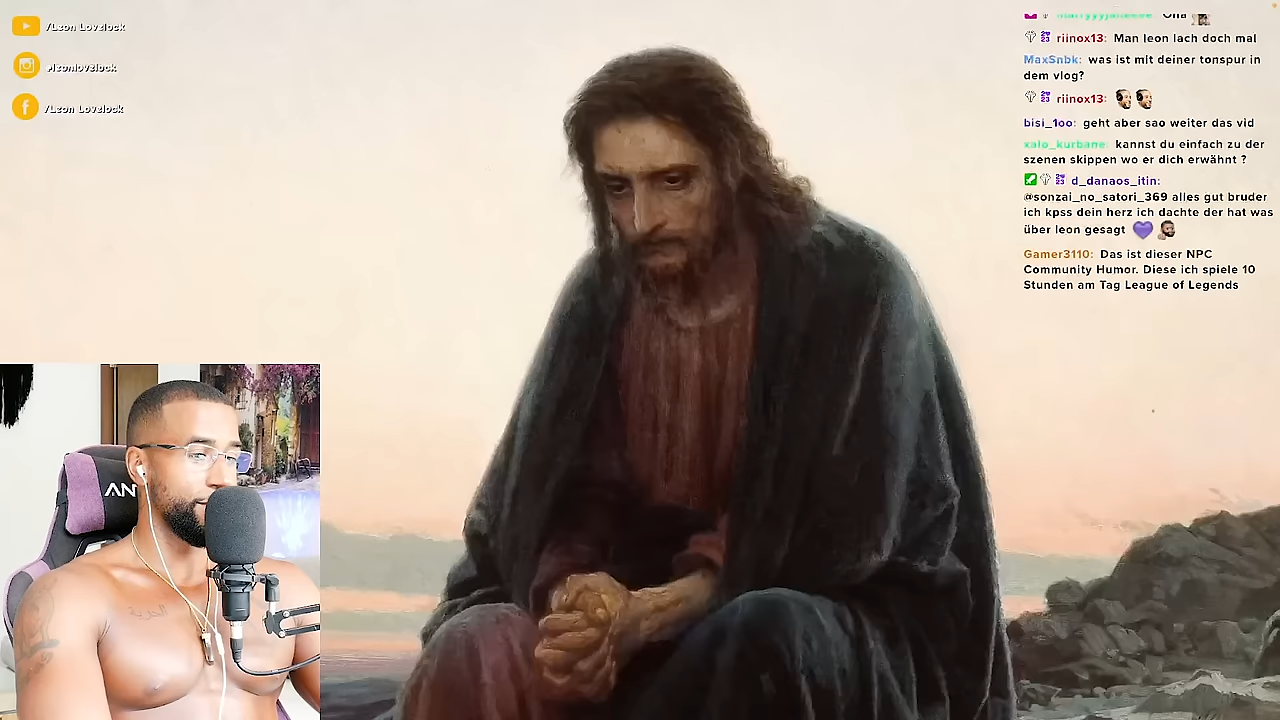 /Leon Lovelock
leonlovelock
/Leon Lovelock
riinox13: Man leon lach doch mal
MaxSnbk: was ist mit deiner tonspur in
dem vlog?
riinox13:
bisi_1oo: geht aber sao weiter das vid
xalo_kurbane: kannst du einfach zu der
szenen skippen wo er dich erwähnt ?
d_danaos_itin:
@sonzai_no_satori_369 alles gut bruder
ich kpss dein herz ich dachte der hat was
über leon gesagt
Gamer3110: Das ist dieser NPC
Community Humor. Diese ich spiele 10
Stunden am Tag League of Legends
AN
الحرية